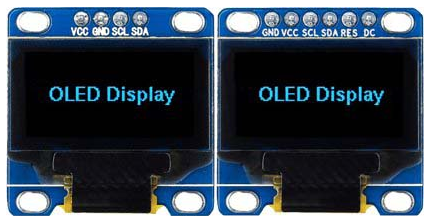 VCC GND SCL SDA
OLED Display
GND VCC SCL SDA RES DC
OLED Display